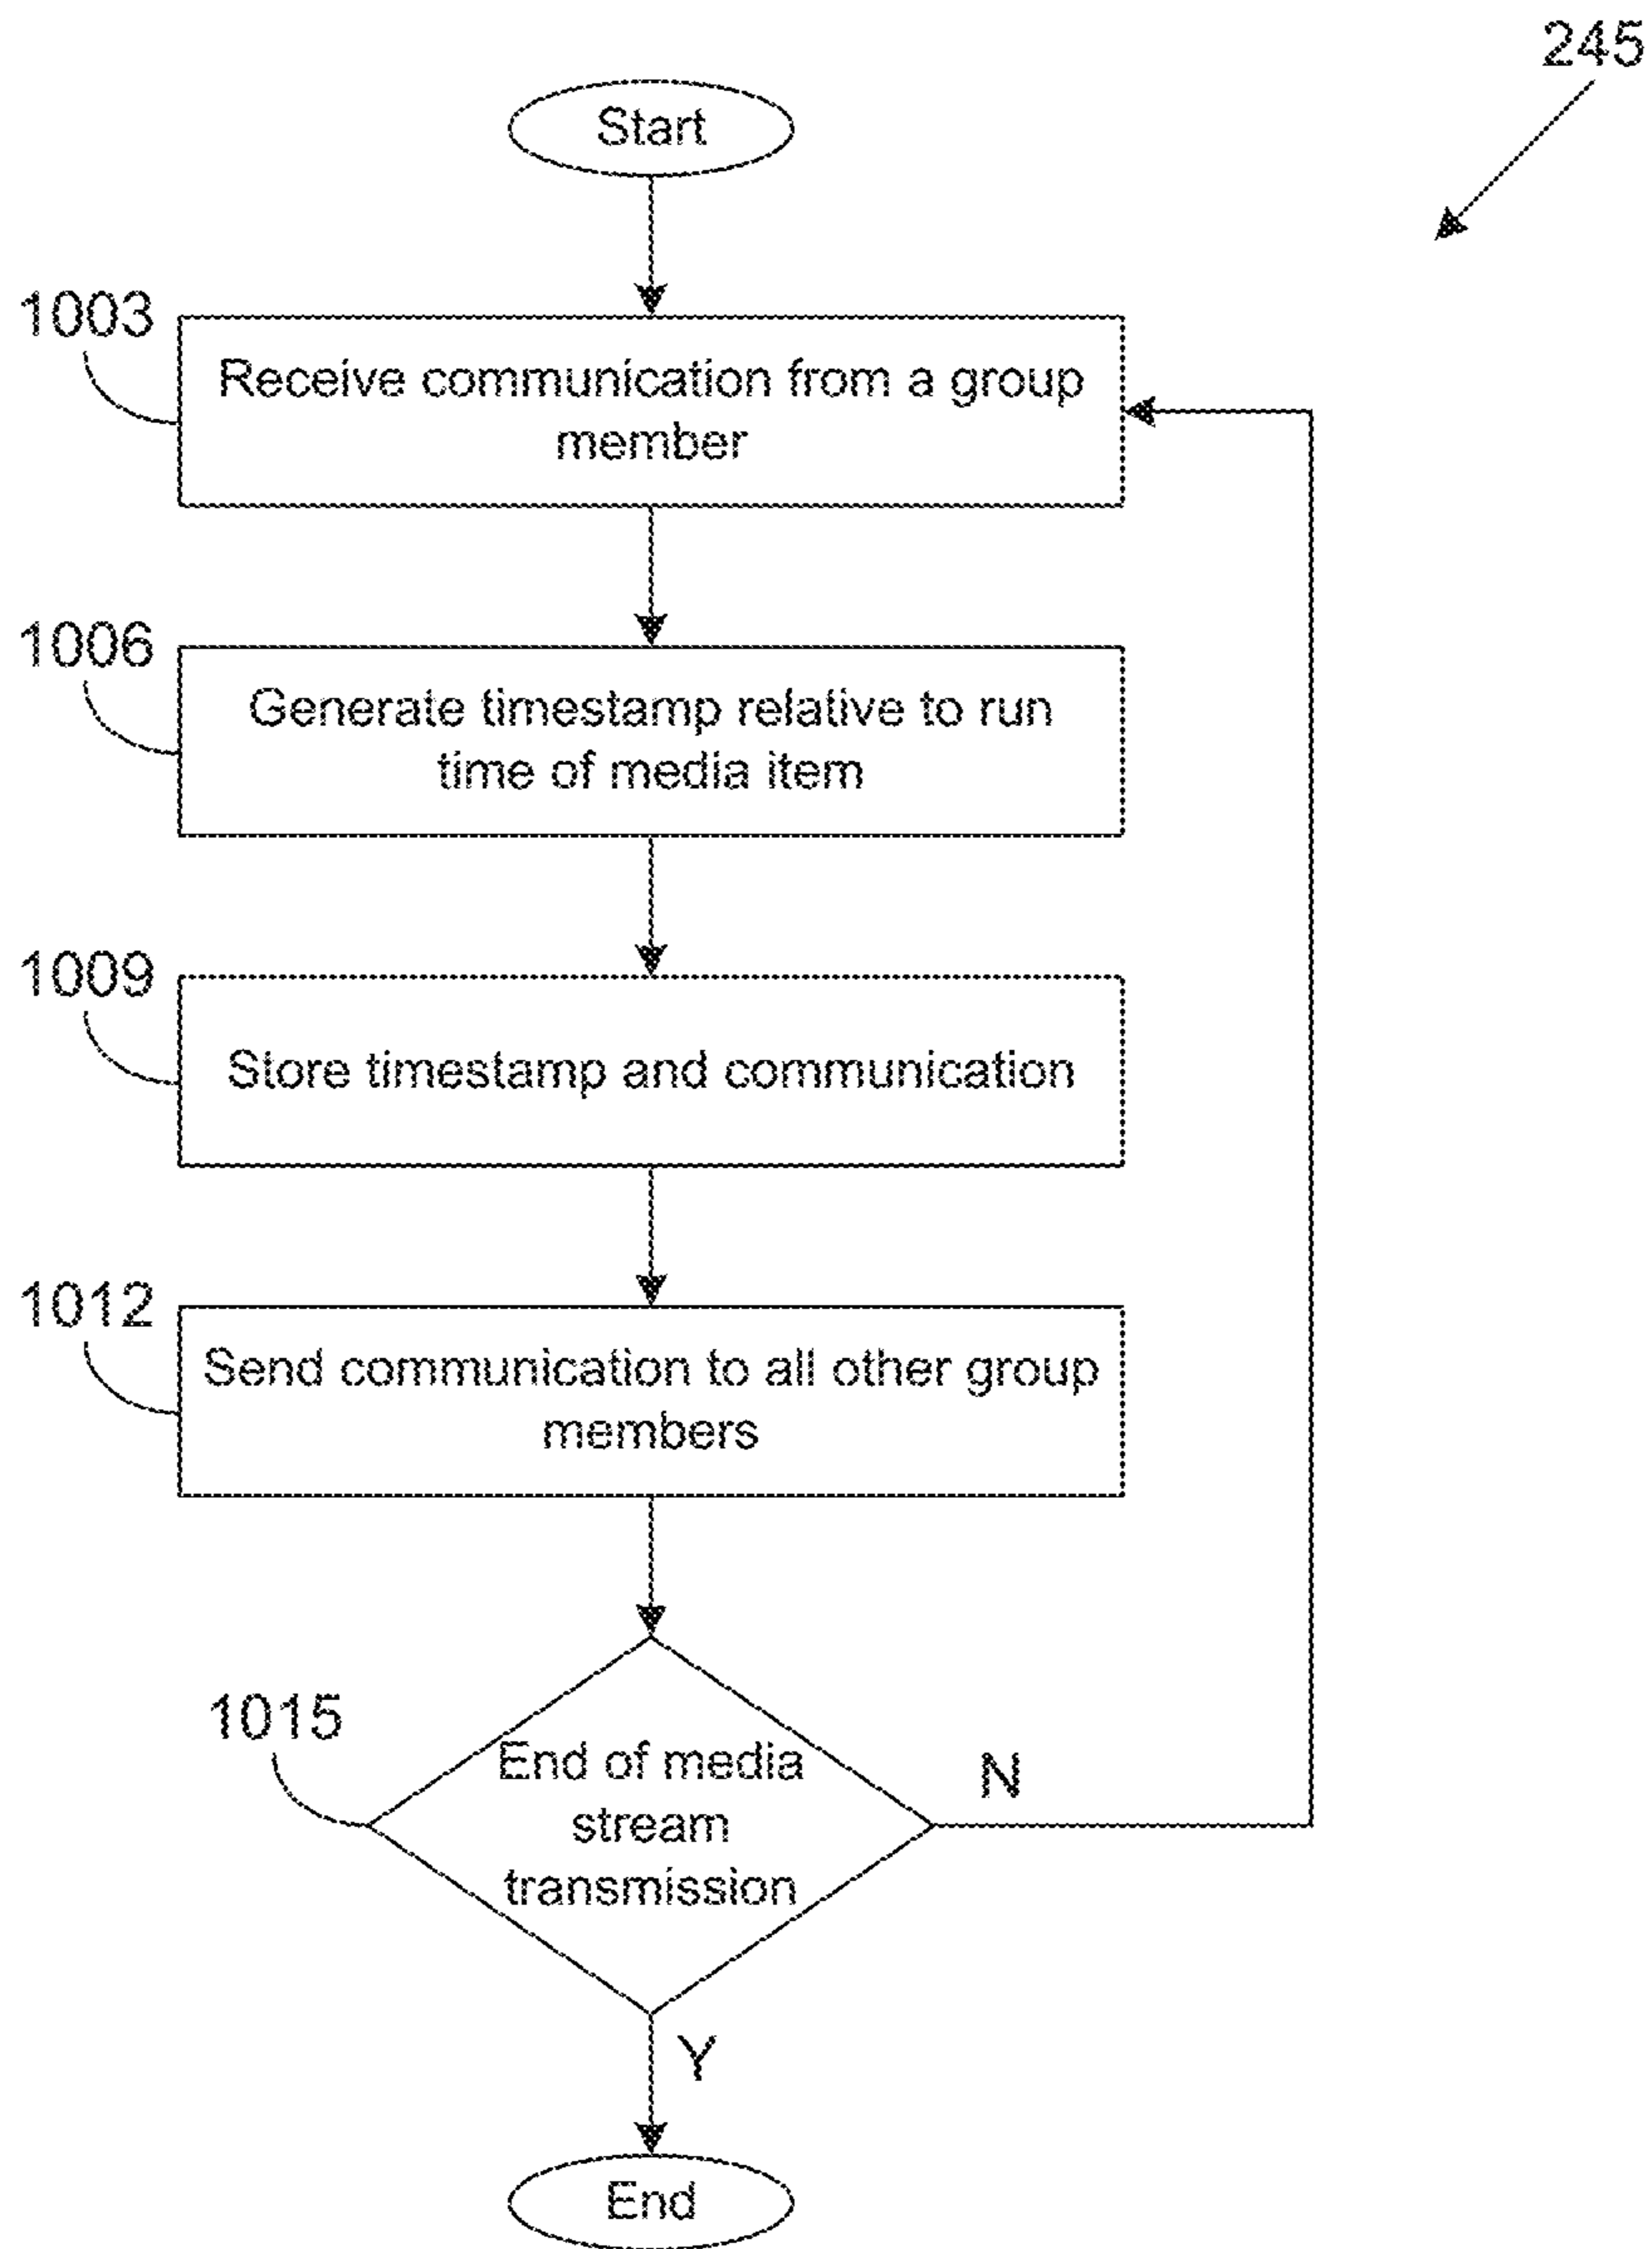 245
Start
1003
Receive communication from a group
member
1006
Generate timestamp relative to run
time of media item
1009
Store timestamp and communication
1012
Send communication to all other group
members
1015
End of media
stream
transmission
N
Y
End